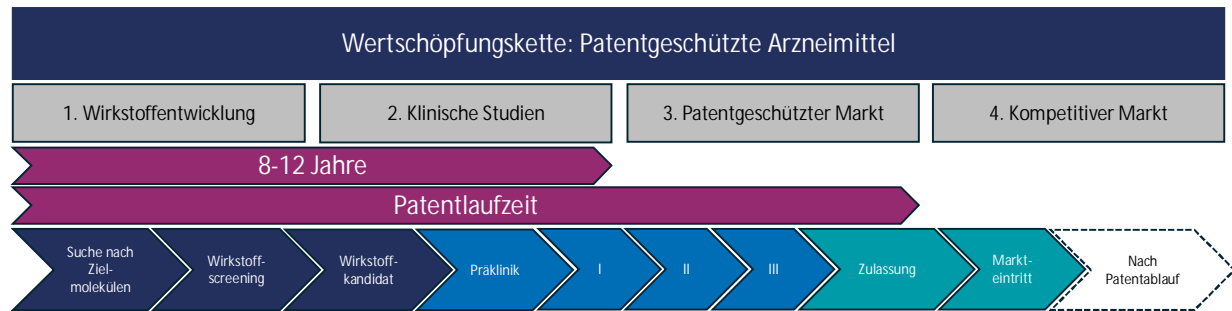 Wertschöpfungskette: Patentgeschützte Arzneimittel
1. Wirkstoffentwicklung
2. Klinische Studien
3. Patentgeschützter Markt
4. Kompetitiver Markt
8-12 Jahre
Patentlaufzeit
Suche nach
Ziel-
molekülen
Wirkstoff-
screening
Wirkstoff-
kandidat
Präklinik
I
II
III
Zulassung
Markt-
eintritt
Nach
Patentablauf